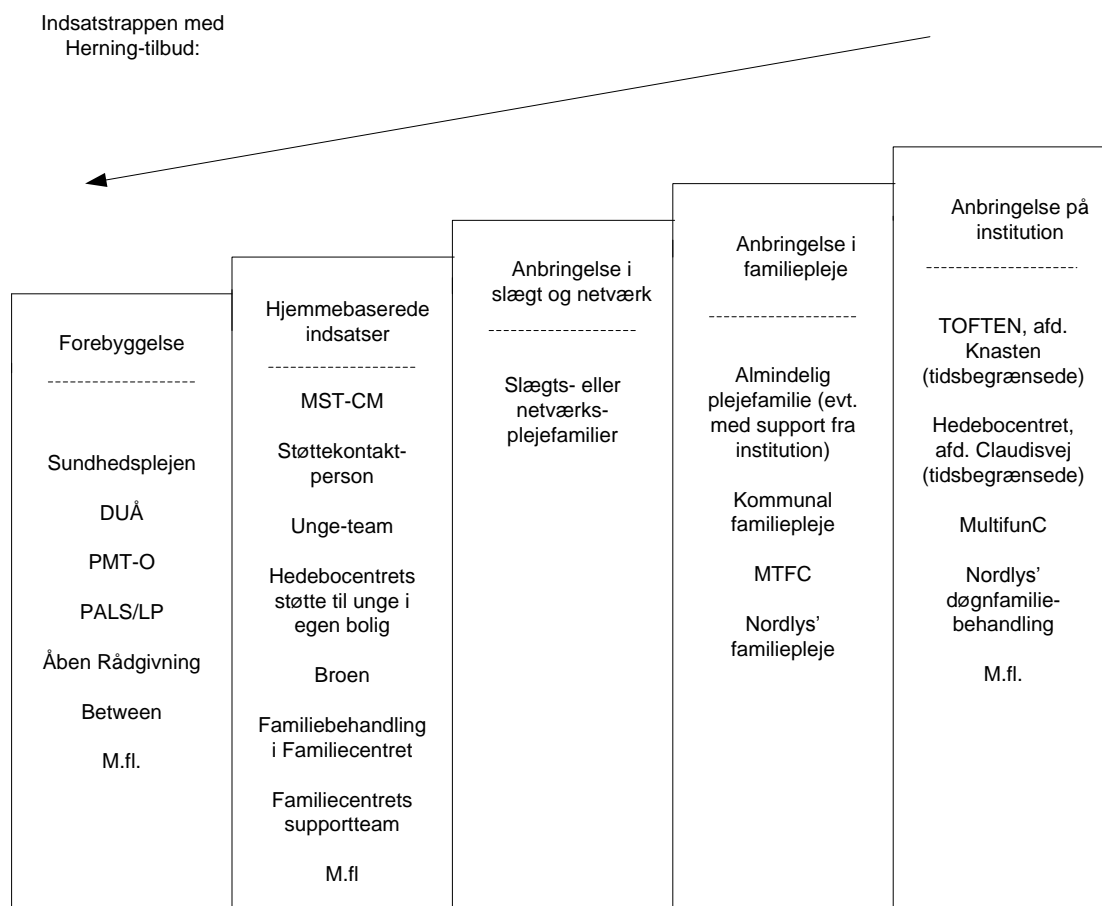 Indsatstrappen med
Herning-tilbud:
Forebyggelse
--------------------------
Sundhedsplejen
DUÅ
PMT-O
PALS/LP
Åben Rådgivning
Between
M.fl.
Hjemmebaserede
indsatser
--------------------------
MST-CM
Støttekontakt-
person
Unge-team
Hedebocentrets
støtte til unge i
egen bolig
Broen
Familiebehandling
i Familiecentret
Familiecentrets
supportteam
M.fl
Anbringelse i
slægt og netværk
--------------------------
Slægts- eller
netværks-
plejefamilier
Anbringelse i
familiepleje
--------------------------
Almindelig
plejefamilie (evt.
med support fra
institution)
Kommunal
familiepleje
MTFC
Nordlys’
familiepleje
Anbringelse på
institution
--------------------------
TOFTEN, afd.
Knasten
(tidsbegrænsede)
Hedebocentret,
afd. Claudisvej
(tidsbegrænsede)
MultifunC
Nordlys’
døgnfamilie-
behandling
M.fl.